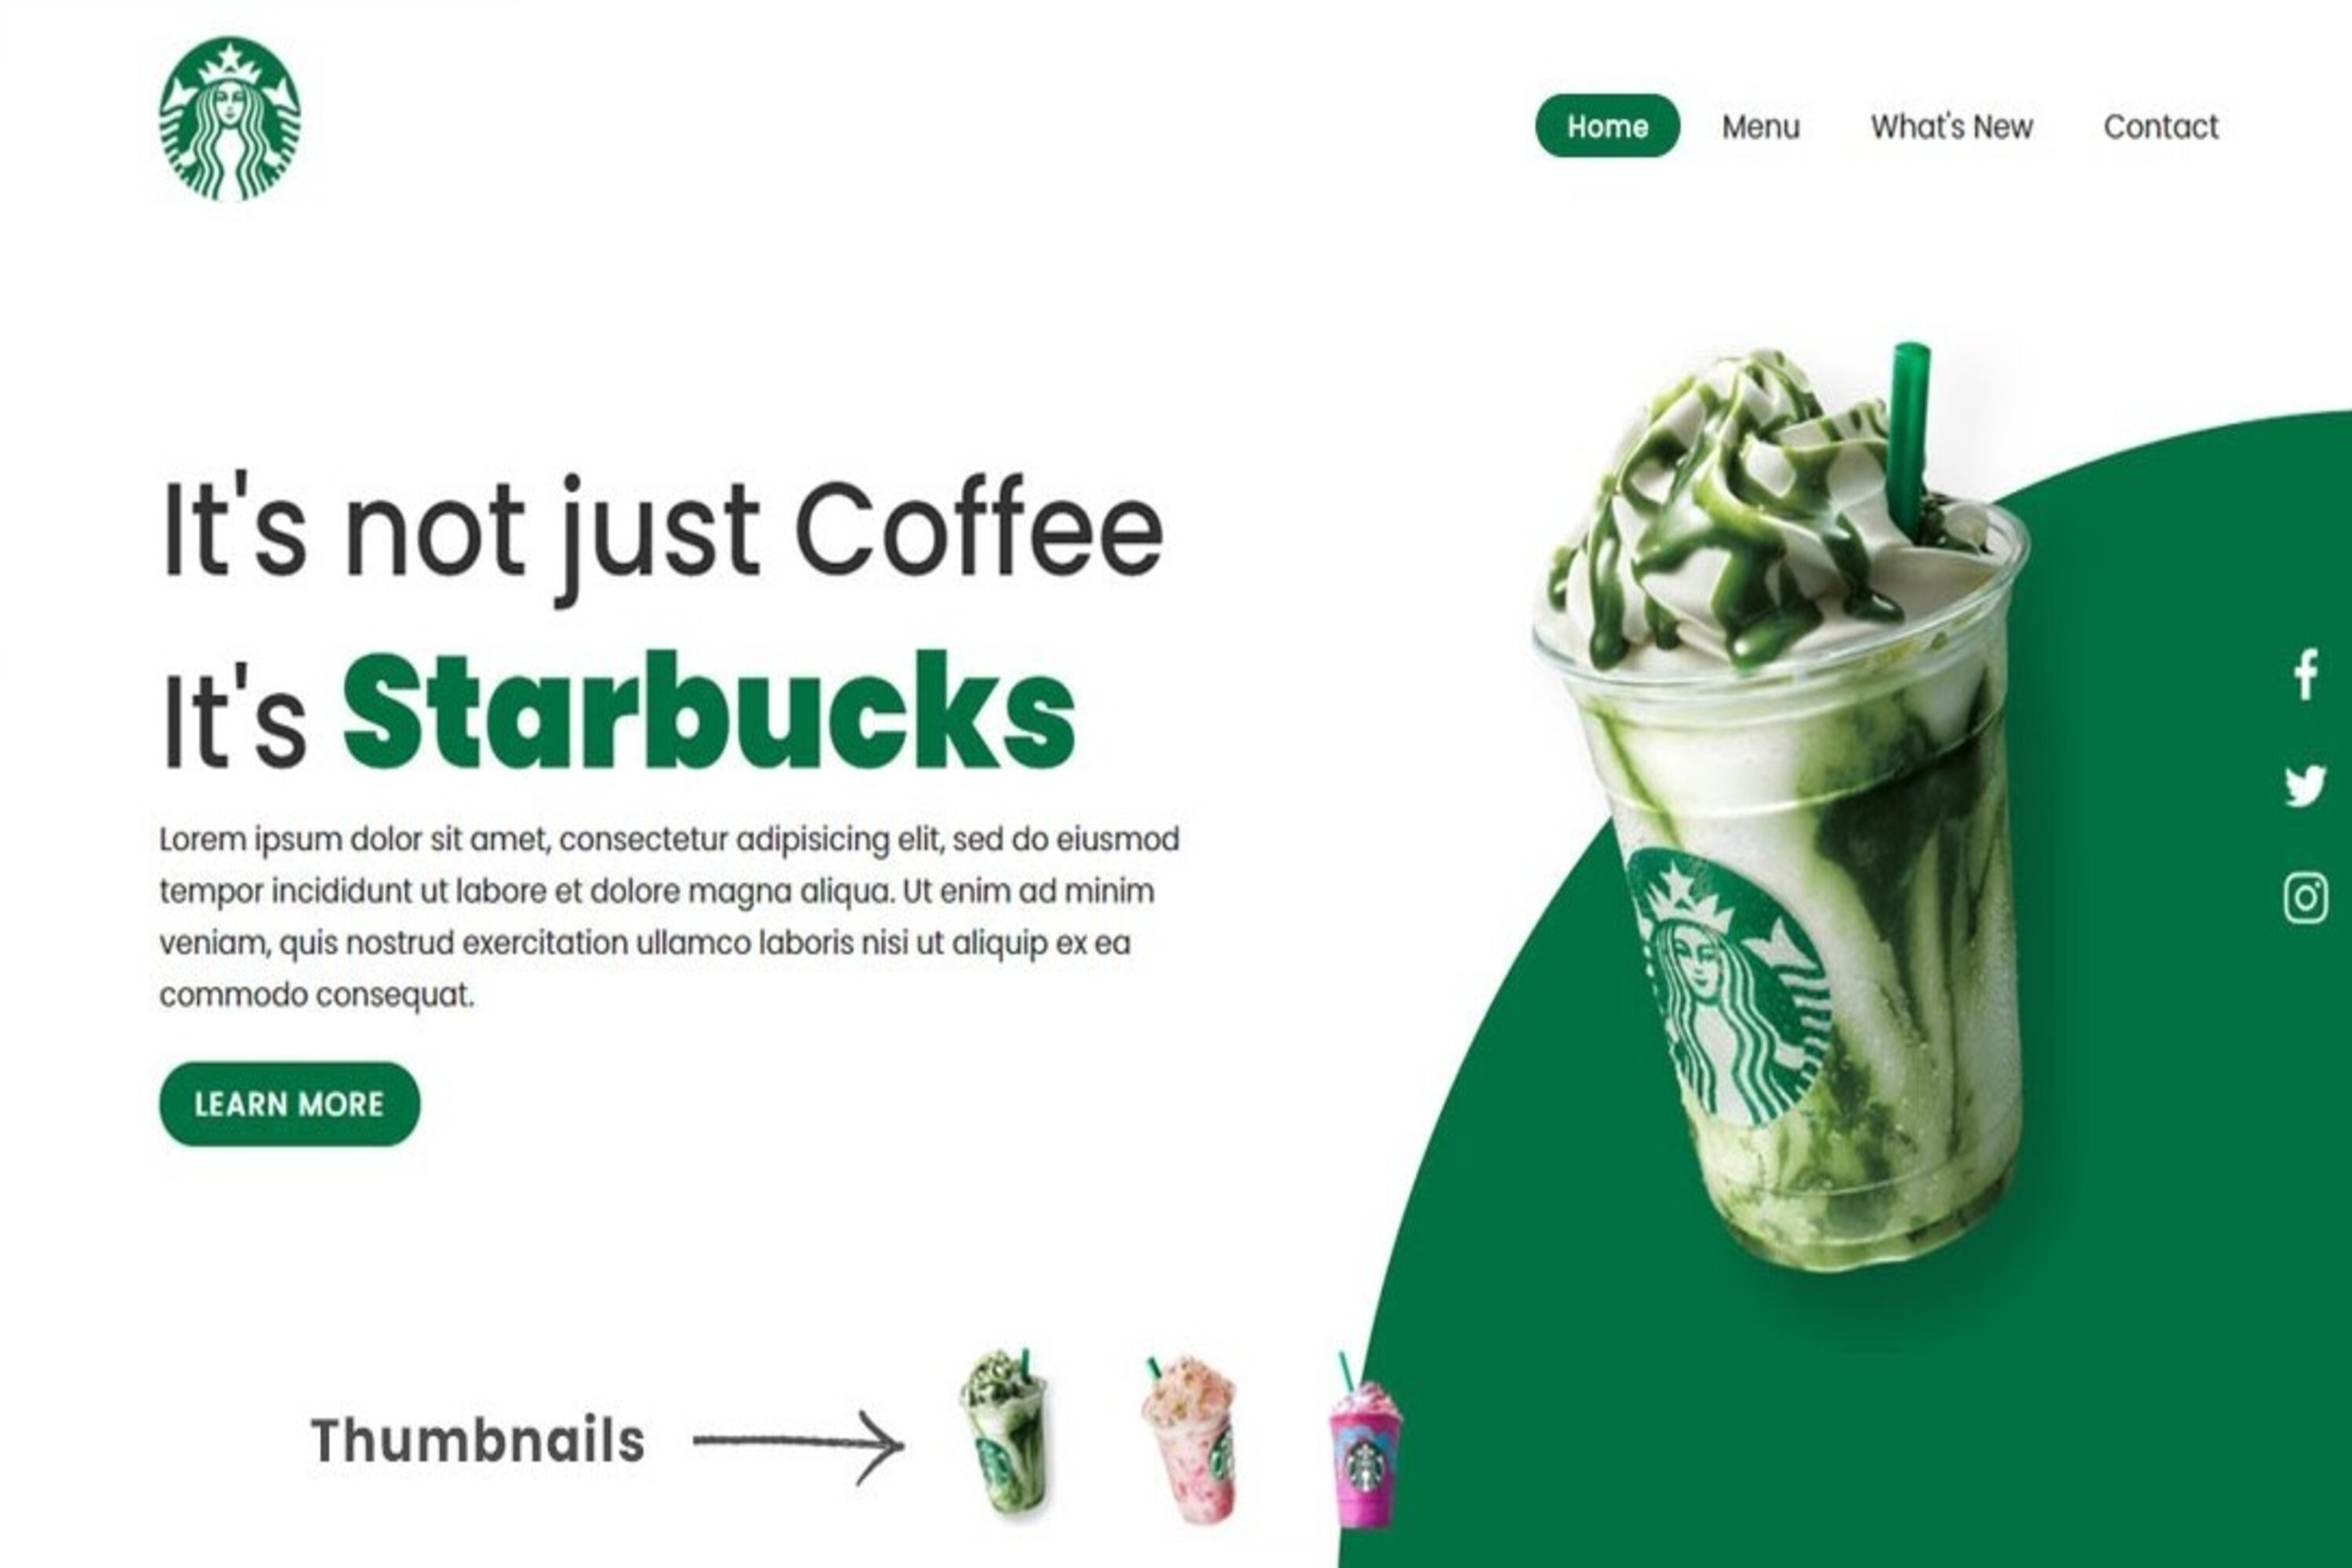 Home Menu What's New Contact
It's not just Coffee
It's Starbucks
Lorem ipsum dolor sit amet, consectetur adipisicing elit, sed do eiusmod
tempor incididunt ut labore et dolore magna aliqua. Ut enim ad minim
veniam, quis nostrud exercitation ullamco laboris nisi ut aliquip ex ea
commodo consequat.
LEARN MORE
Thumbnails